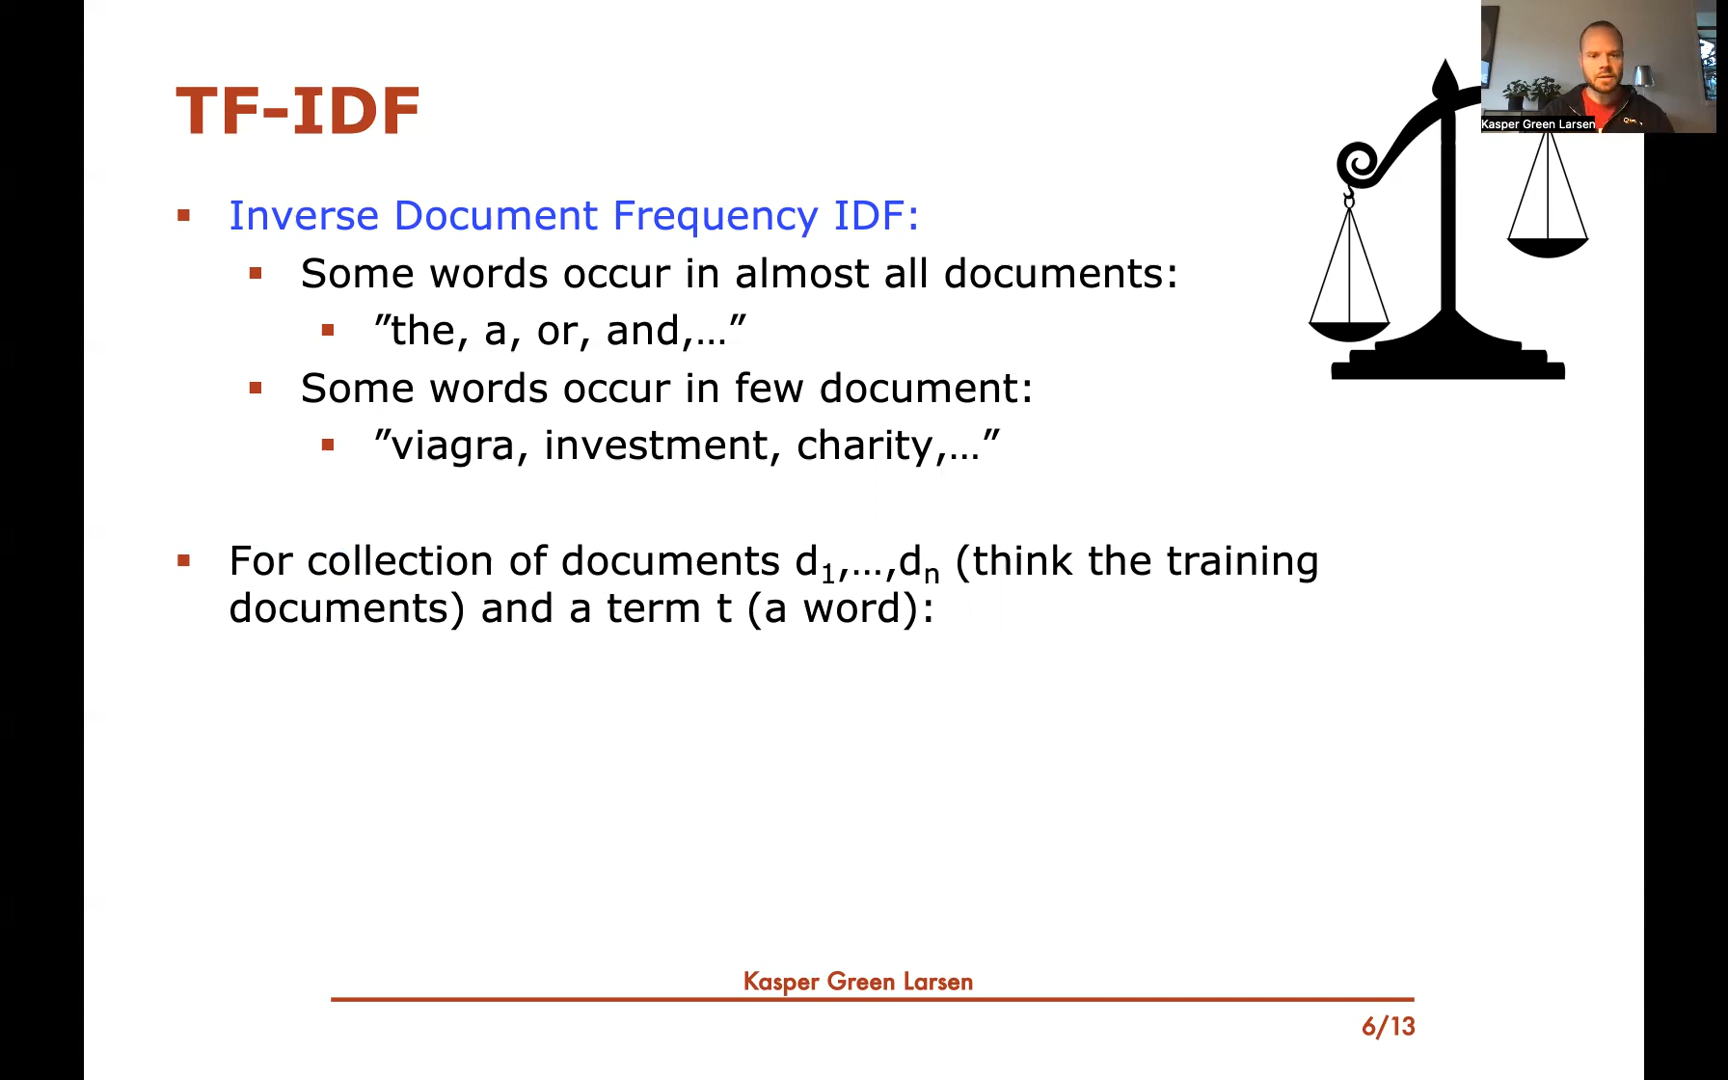 Kasper Green Larsen
TF-IDF
Inverse Document Frequency IDF:
Some words occur in almost all documents:
”the, a, or, and,…”
Some words occur in few document:
”viagra, investment, charity,…”
For collection of documents d₁,…,dₙ (think the training
documents) and a term t (a word):
Kasper Green Larsen
6/13